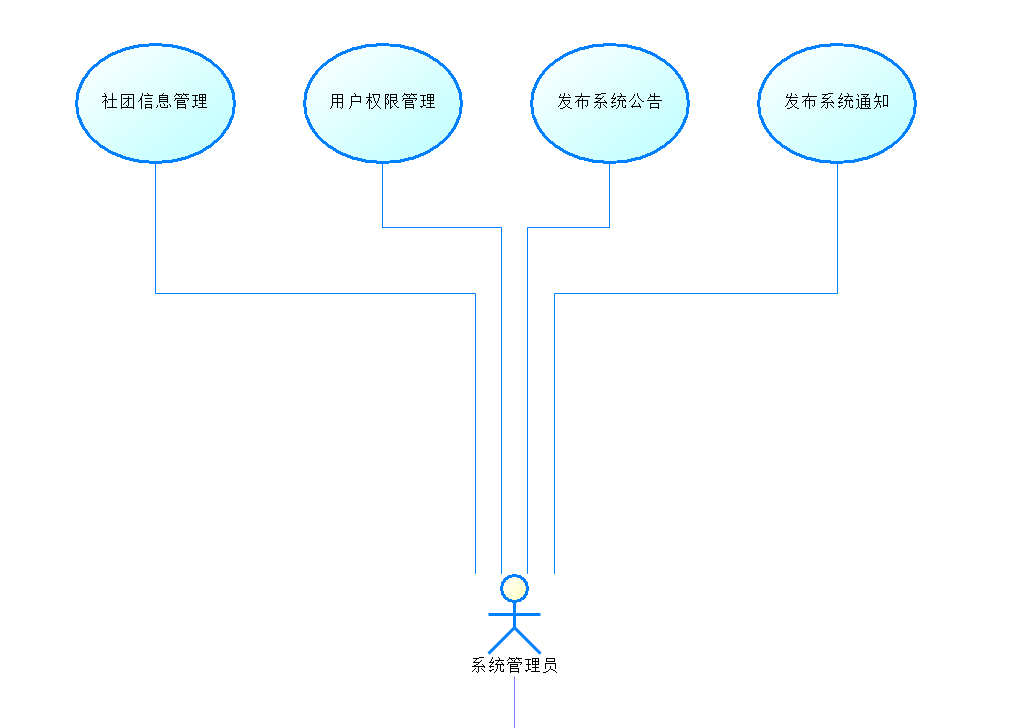 社团信息管理
用户权限管理
发布系统公告
发布系统通知
系统管理员